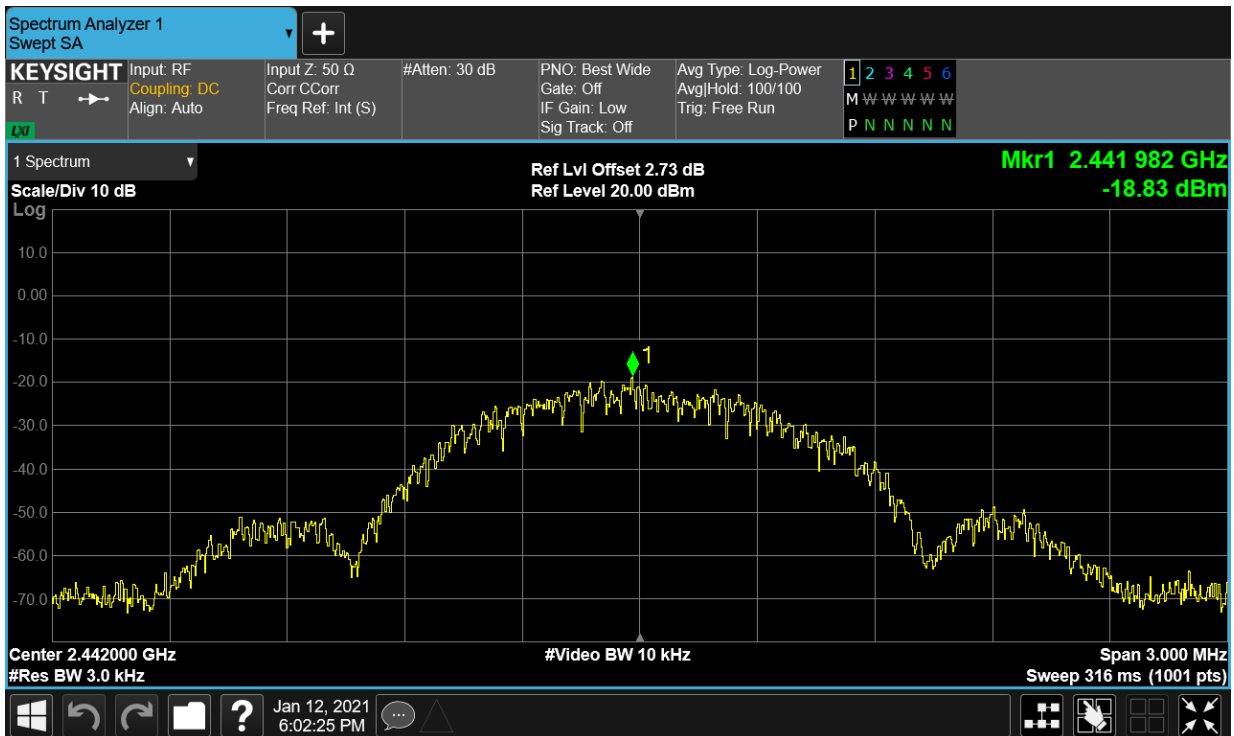 Spectrum Analyzer 1
Swept SA
KEYSIGHT
R T
LXI
Input: RF
Coupling: DC
Align: Auto
Input Z: 50 Ω
Corr CCorr
Freq Ref: Int (S)
#Atten: 30 dB
PNO: Best Wide
Gate: Off
IF Gain: Low
Sig Track: Off
Avg Type: Log-Power
Avg|Hold: 100/100
Trig: Free Run
1 2 3 4 5 6
M W W W W W
P N N N N N
1 Spectrum
Scale/Div 10 dB
Log
Ref Lvl Offset 2.73 dB
Ref Level 20.00 dBm
Mkr1 2.441 982 GHz
-18.83 dBm
10.0
0.00
-10.0
1
-20.0
-30.0
-40.0
-50.0
-60.0
-70.0
Center 2.442000 GHz
#Res BW 3.0 kHz
#Video BW 10 kHz
Span 3.000 MHz
Sweep 316 ms (1001 pts)
?
Jan 12, 2021
6:02:25 PM